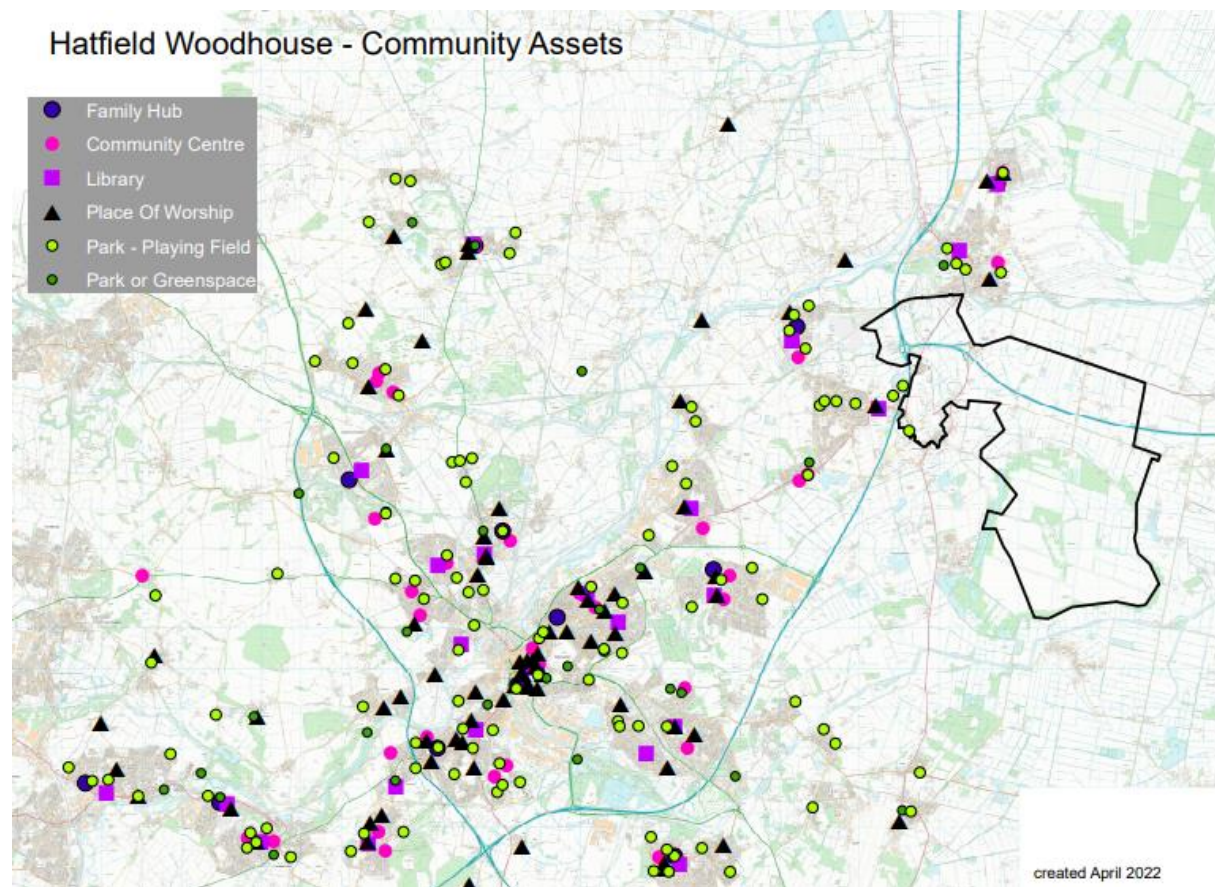 Hatfield Woodhouse - Community Assets
Family Hub
Community Centre
Library
Place Of Worship
Park - Playing Field
Park or Greenspace
created April 2022